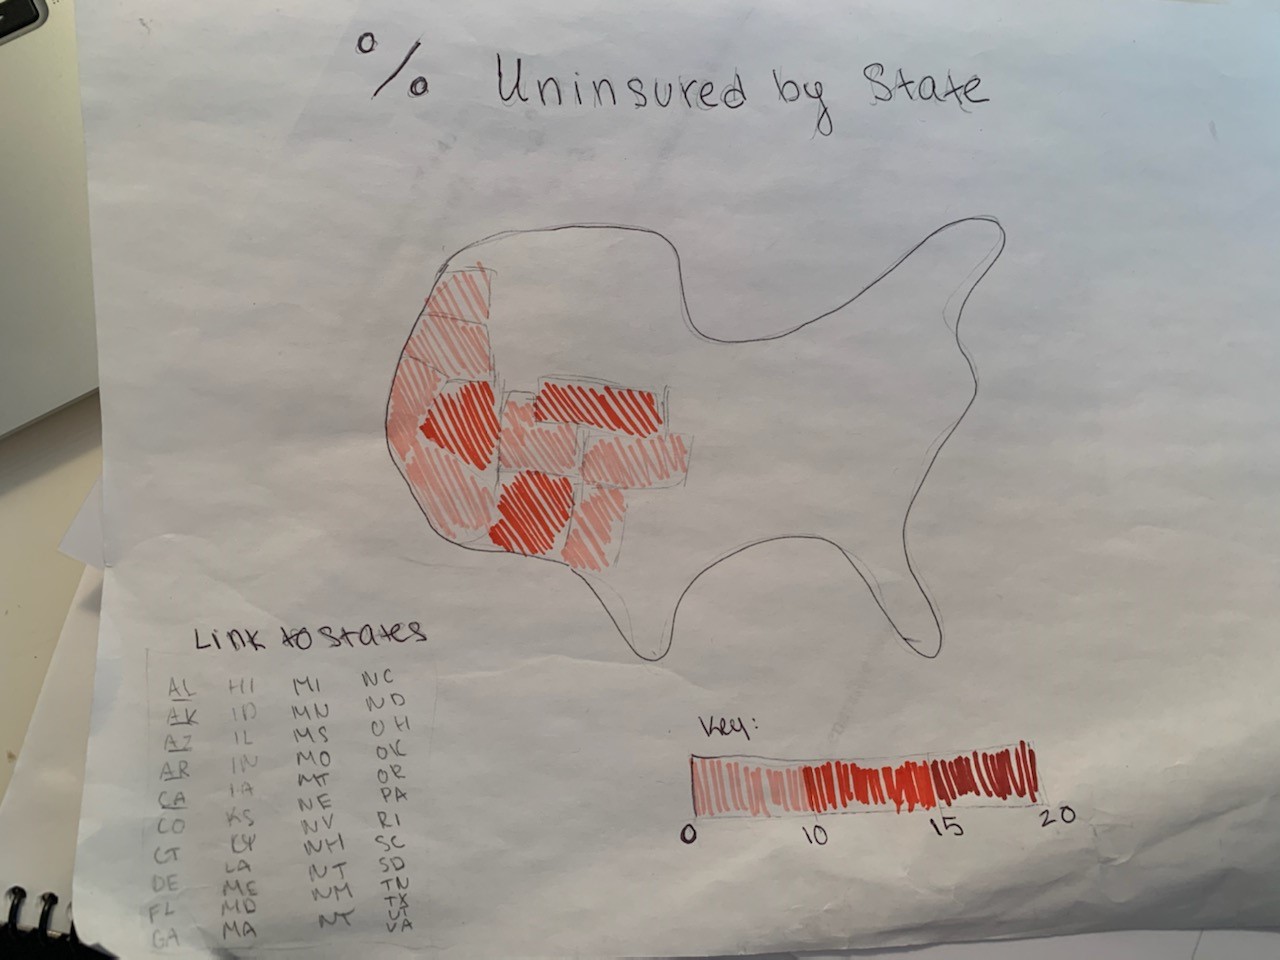 % Uninsured by State
Link to States
AL HI MI NC
AK ID MN ND
AZ IL MS OH
AR IN MO OK
CA IA MT OR
CO KS NE PA
CT KY NV RI
DE LA NH SC
FL ME NJ SD
GA MD NM TN
MA NY TX
UT
VA
Key:
0 10 15 20